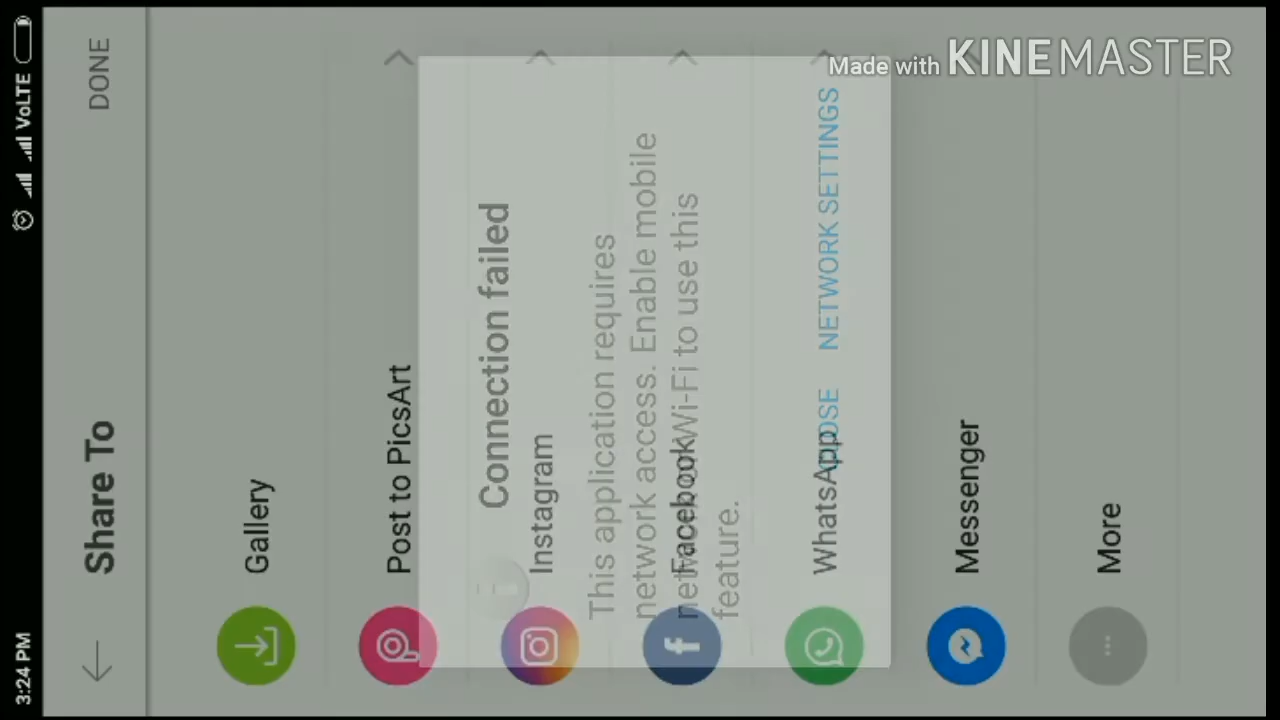 3:24 PM
VoLTE
Share To
DONE
Gallery
Post to PicsArt
Instagram
Facebook
WhatsApp
Messenger
More
Connection failed
This application requires
network access. Enable mobile
network or Wi-Fi to use this
feature.
CLOSE NETWORK SETTINGS
Made with KINEMASTER